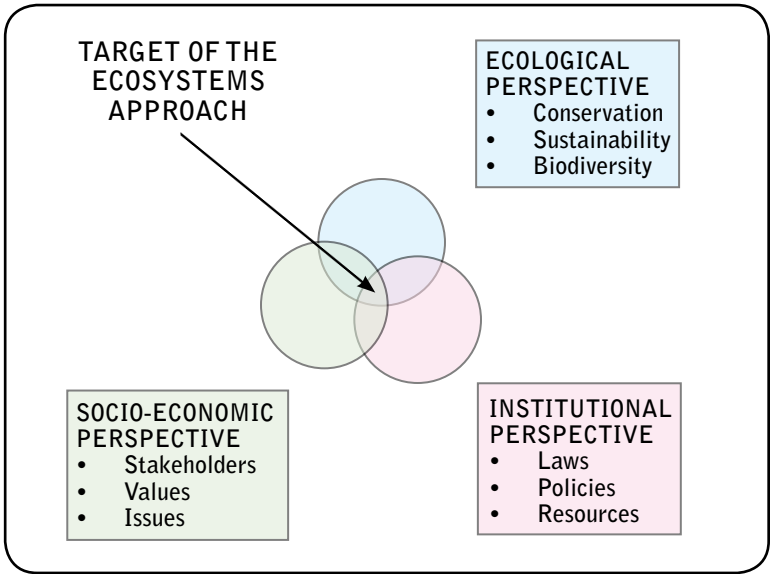 TARGET OF THE
ECOSYSTEMS
APPROACH
ECOLOGICAL
PERSPECTIVE
• Conservation
• Sustainability
• Biodiversity
SOCIO-ECONOMIC
PERSPECTIVE
• Stakeholders
• Values
• Issues
INSTITUTIONAL
PERSPECTIVE
• Laws
• Policies
• Resources